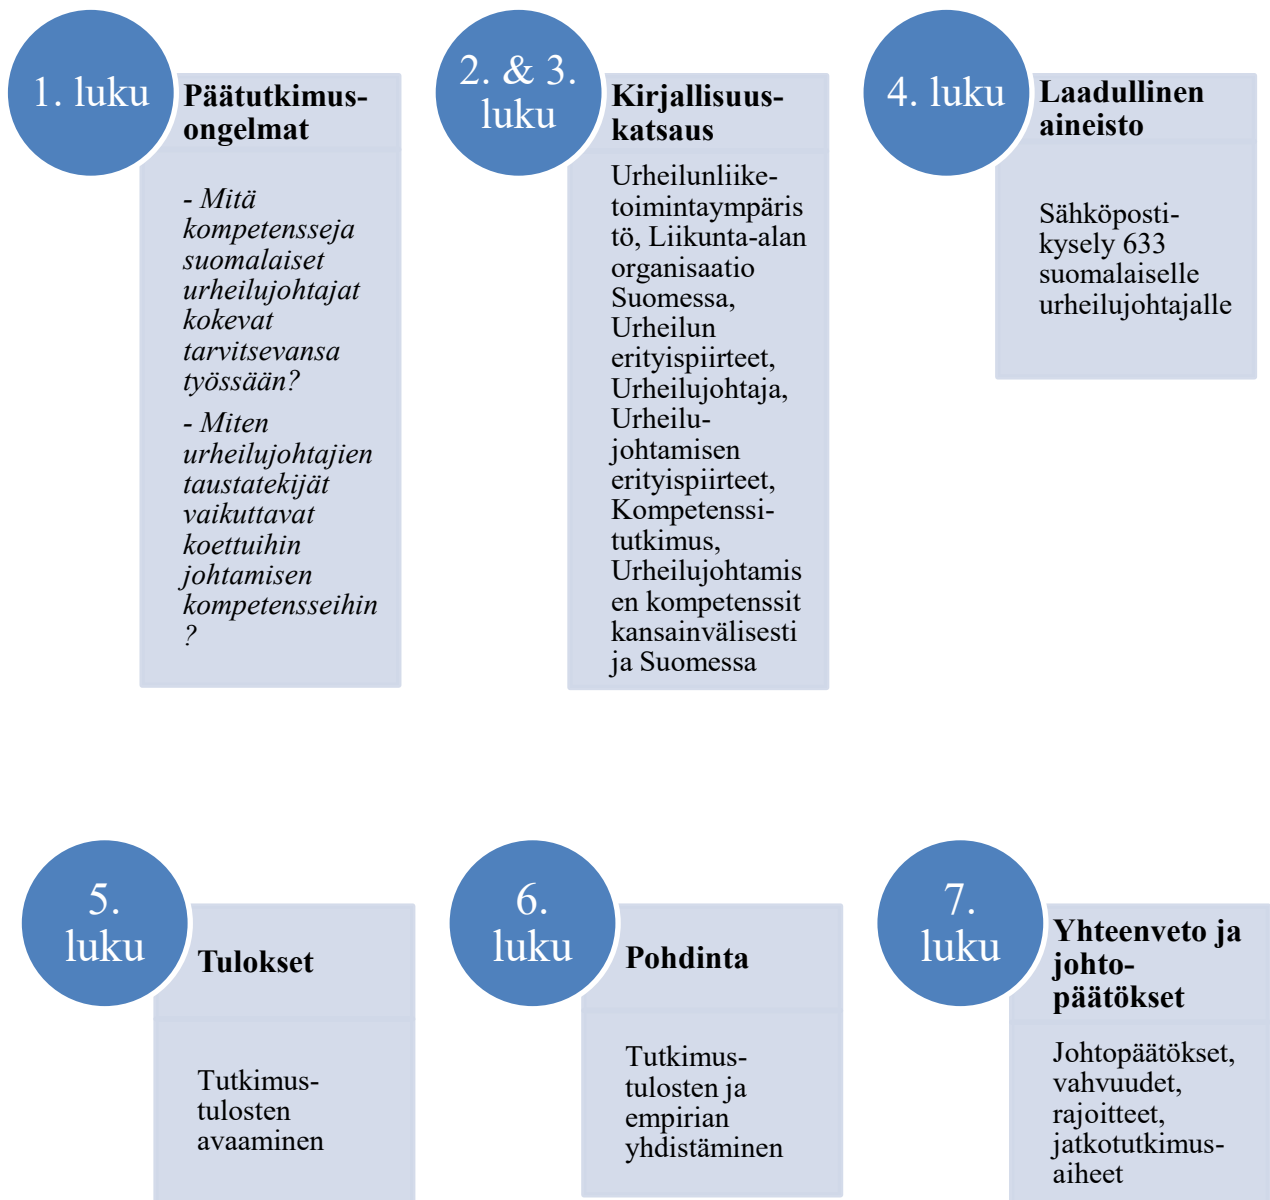 1. luku
Päätutkimus-
ongelmat
- Mitä
kompetensseja
suomalaiset
urheilujohtajat
kokevat
tarvitsevansa
työssään?
- Miten
urheilujohtajien
taustatekijät
vaikuttavat
koettuihin
johtamisen
kompetensseihin
?
2. & 3.
luku
Kirjallisuus-
katsaus
Urheilunliike-
toimintaympäris
tö, Liikunta-alan
organisaatio
Suomessa,
Urheilun
erityispiirteet,
Urheilujohtaja,
Urheilu-
johtamisen
erityispiirteet,
Kompetenssi-
tutkimus,
Urheilujohtamis
en kompetenssit
kansainvälisesti
ja Suomessa
4. luku
Laadullinen
aineisto
Sähköposti-
kysely 633
suomalaiselle
urheilujohtajalle
5.
luku
Tulokset
Tutkimus-
tulosten
avaaminen
6.
luku
Pohdinta
Tutkimus-
tulosten ja
empirian
yhdistäminen
7.
luku
Yhteenveto ja
johto-
päätökset
Johtopäätökset,
vahvuudet,
rajoitteet,
jatkotutkimus-
aiheet